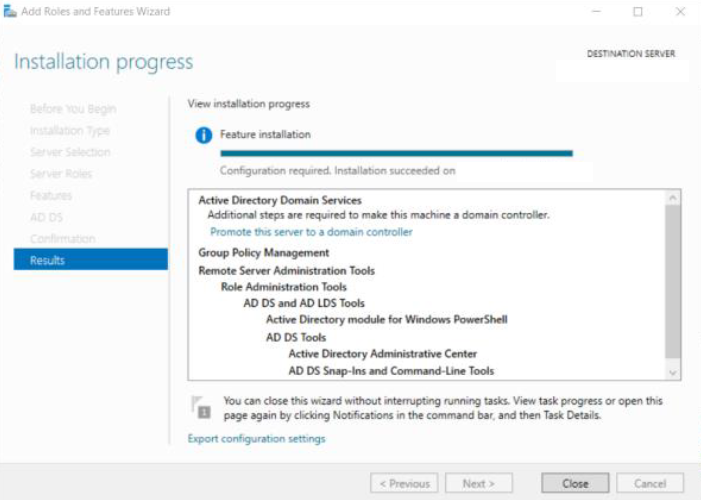 Add Roles and Features Wizard
Installation progress
DESTINATION SERVER
Before You Begin
Installation Type
Server Selection
Server Roles
Features
AD DS
Confirmation
Results
View installation progress
Feature installation
Configuration required. Installation succeeded on
Active Directory Domain Services
Additional steps are required to make this machine a domain controller.
Promote this server to a domain controller
Group Policy Management
Remote Server Administration Tools
Role Administration Tools
AD DS and AD LDS Tools
Active Directory module for Windows PowerShell
AD DS Tools
Active Directory Administrative Center
AD DS Snap-Ins and Command-Line Tools
1
You can close this wizard without interrupting running tasks. View task progress or open this
page again by clicking Notifications in the command bar, and then Task Details.
Export configuration settings
< Previous
Next >
Close
Cancel